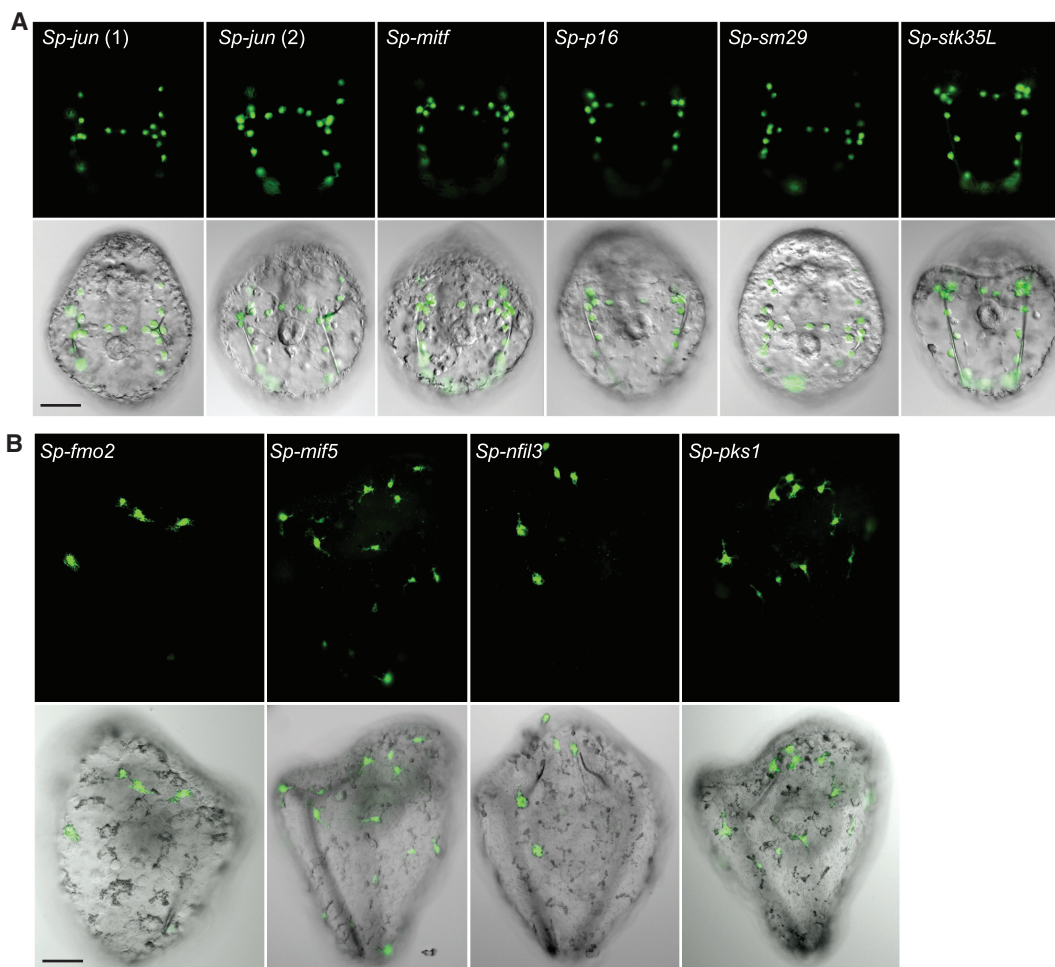 A
Sp-jun (1) Sp-jun (2) Sp-mitf Sp-p16 Sp-sm29 Sp-stk35L
B
Sp-fmo2 Sp-mif5 Sp-nfil3 Sp-pks1